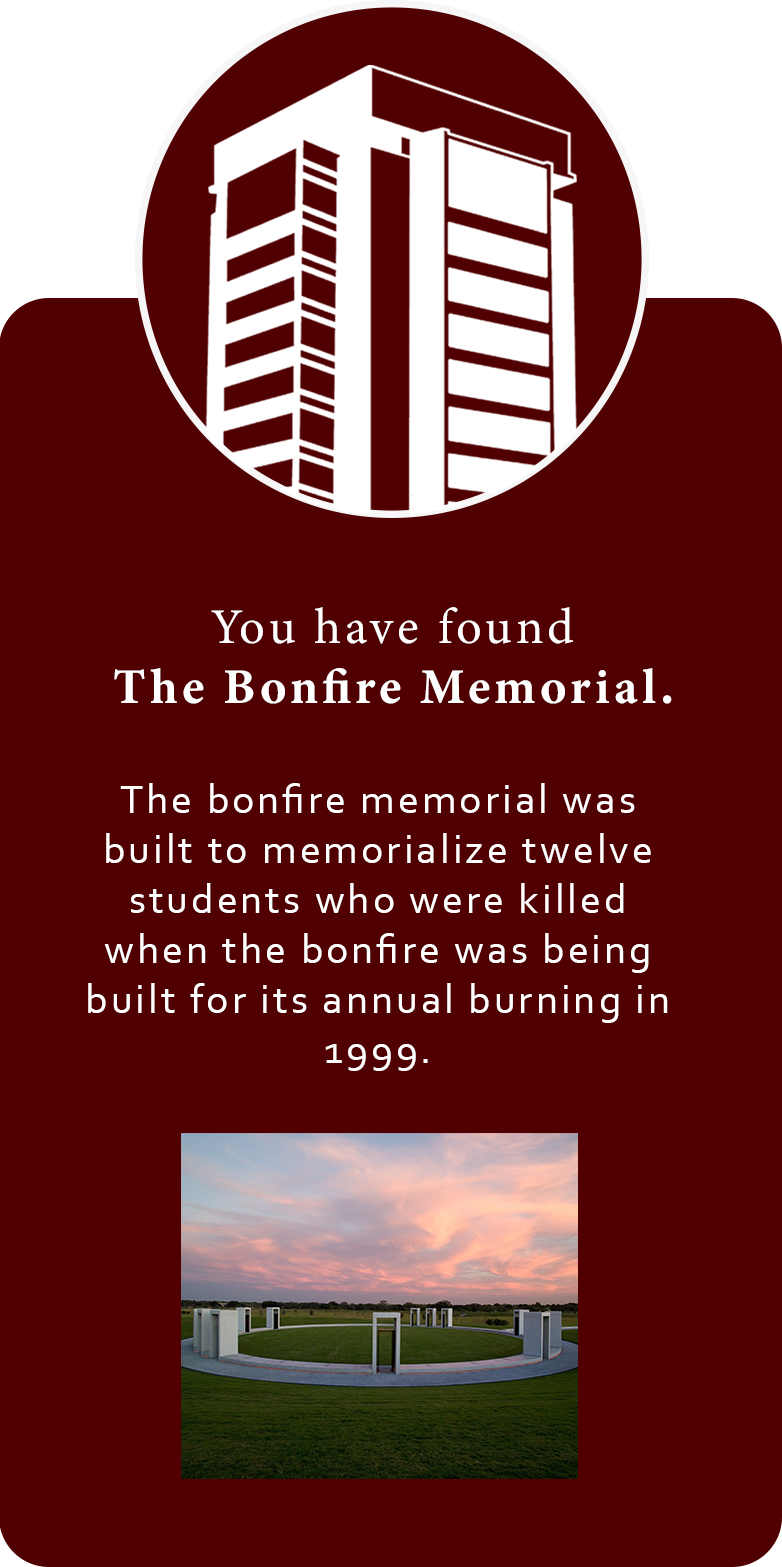 You have found
The Bonfire Memorial.
The bonfire memorial was
built to memorialize twelve
students who were killed
when the bonfire was being
built for its annual burning in
1999.